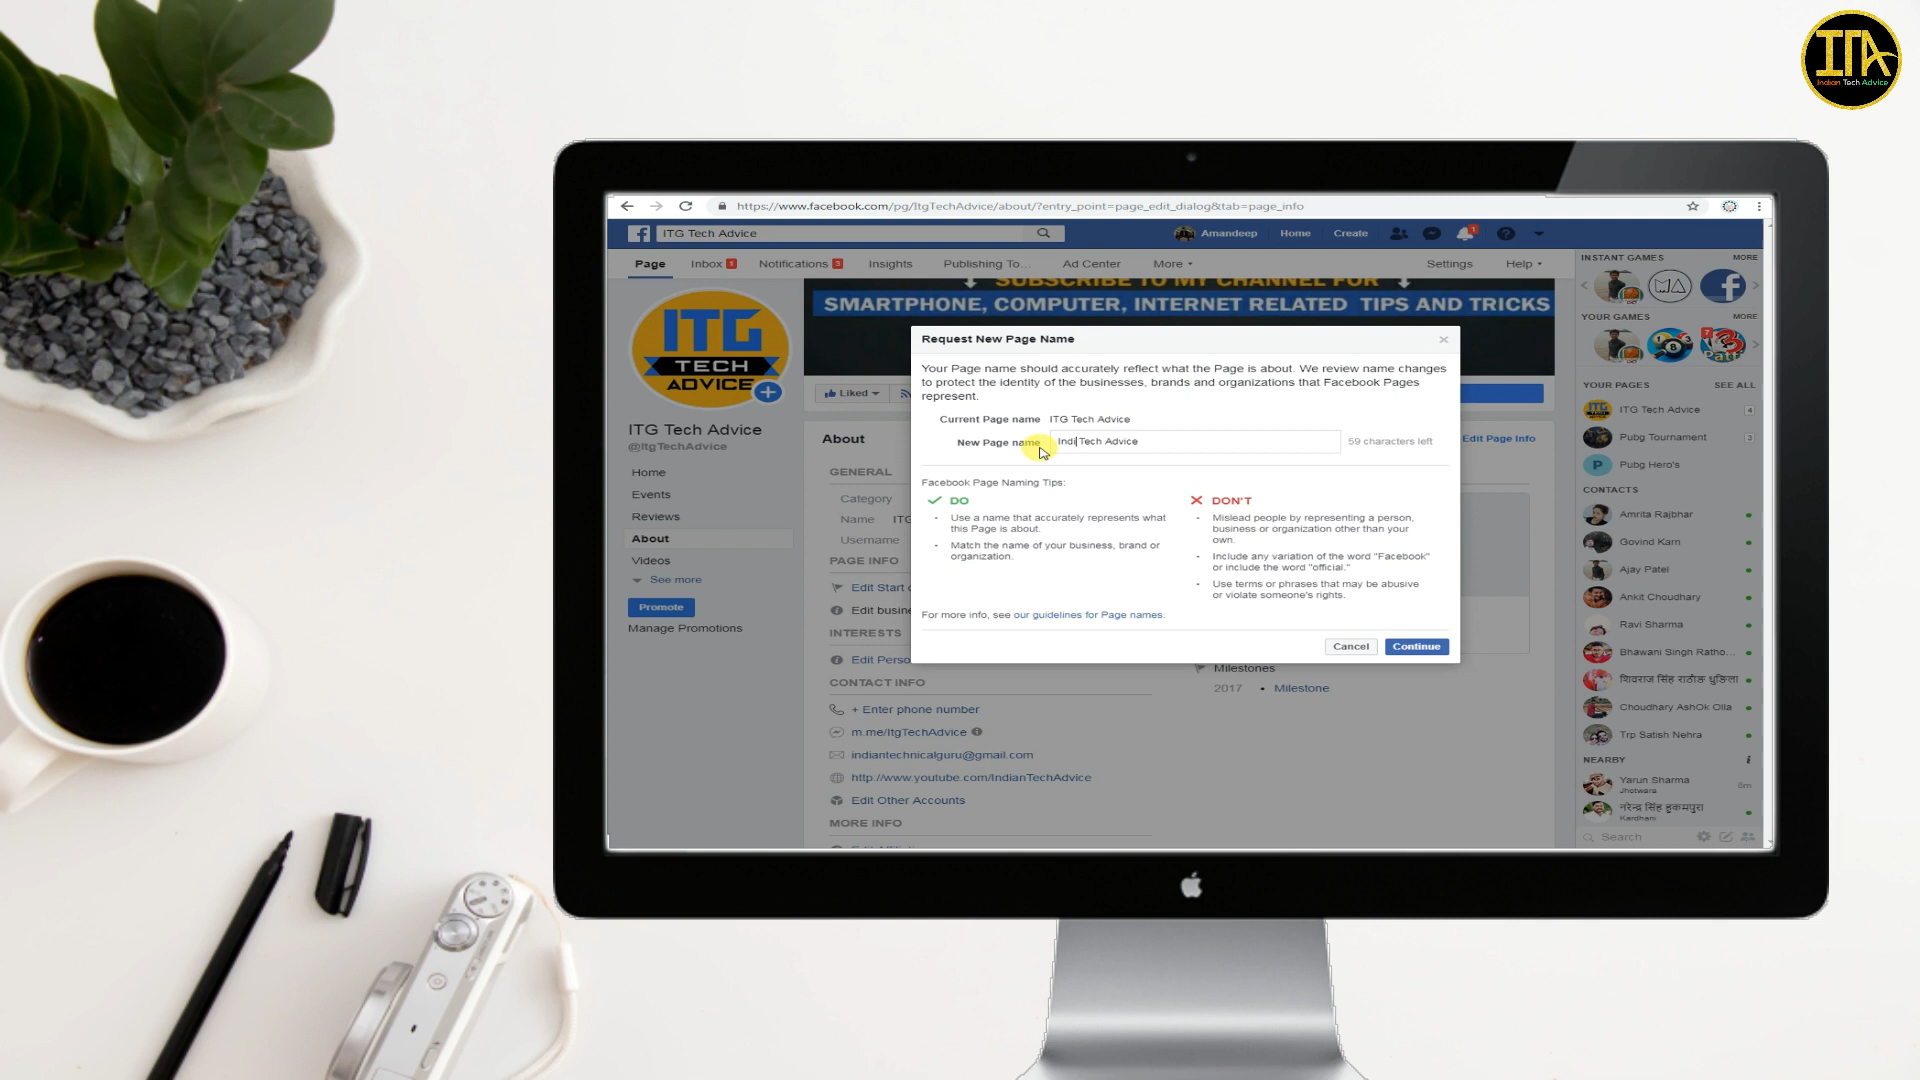 ITA
Indian Tech Advice
https://www.facebook.com/pg/ItgTechAdvice/about/?entry_point=page_edit_dialog&tab=page_info
ITG Tech Advice
Amandeep
Home
Create
1
Page
Inbox 1
Notifications 3
Insights
Publishing To...
Ad Center
More
Settings
Help
SUBSCRIBE TO MY CHANNEL FOR
SMARTPHONE, COMPUTER, INTERNET RELATED TIPS AND TRICKS
ITG
TECH
ADVICE
ITG Tech Advice
@ItgTechAdvice
Home
Events
Reviews
About
Videos
See more
Promote
Manage Promotions
Liked
About
Edit Page Info
GENERAL
Category
Name ITG
Username
PAGE INFO
Edit Start
Edit busine
INTERESTS
Edit Perso
CONTACT INFO
+ Enter phone number
m.me/ItgTechAdvice
indiantechnicalguru@gmail.com
http://www.youtube.com/IndianTechAdvice
Edit Other Accounts
MORE INFO
Milestones
2017 • Milestone
Request New Page Name
Your Page name should accurately reflect what the Page is about. We review name changes
to protect the identity of the businesses, brands and organizations that Facebook Pages
represent.
Current Page name ITG Tech Advice
New Page name Indi Tech Advice 59 characters left
Facebook Page Naming Tips:
DO
- Use a name that accurately represents what
this Page is about.
- Match the name of your business, brand or
organization.
DON'T
- Mislead people by representing a person,
business or organization other than your
own.
- Include any variation of the word "Facebook"
or include the word "official."
- Use terms or phrases that may be abusive
or violate someone's rights.
For more info, see our guidelines for Page names.
Cancel
Continue
INSTANT GAMES MORE
YOUR GAMES MORE
YOUR PAGES SEE ALL
ITG Tech Advice 4
Pubg Tournament 3
P Pubg Hero's
CONTACTS
Amrita Rajbhar
Govind Karn
Ajay Patel
Ankit Choudhary
Ravi Sharma
Bhawani Singh Ratho...
शिवराज सिंह राठौड़ धुङिला
Choudhary AshOk Olla
Trp Satish Nehra
NEARBY
Yarun Sharma 8m
Jhotwara
नरेन्द्र सिंह हुकमपुरा
Kardhani
Search